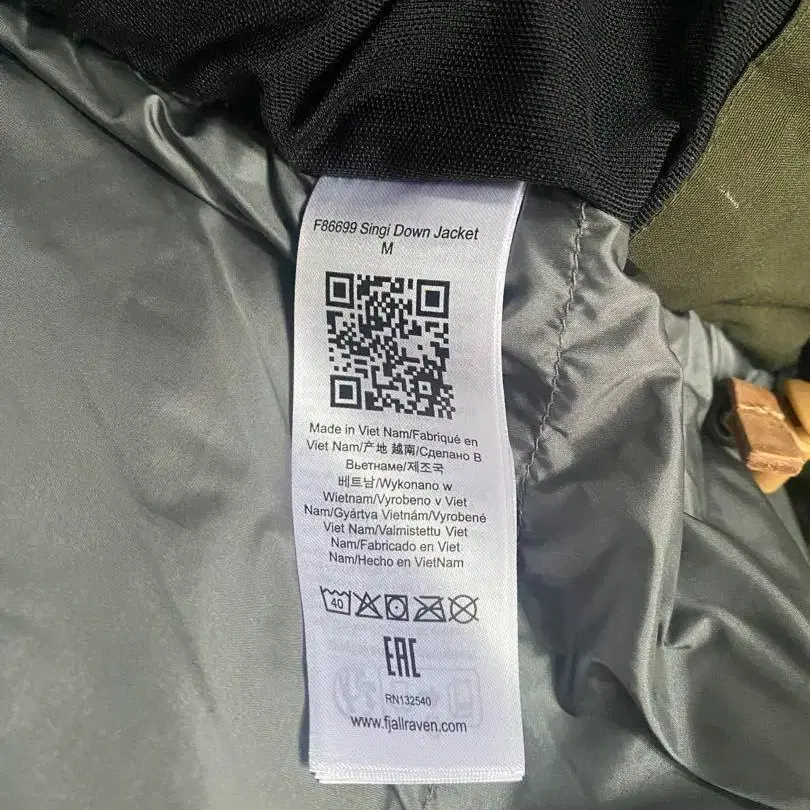 F86699 Singi Down Jacket
M
Made in Viet Nam/Fabriqué en
Viet Nam/产地 越南/Сделано В
Вьетнаме/제조국
베트남/Wykonano w
Wietnam/Vyrobeno v Viet
Nam/Gyártva Vietnám/Vyrobené
Viet Nam/Valmistettu Viet
Nam/Fabricado en Viet
Nam/Hecho en VietNam
40
EAC
RN132540
www.fjallraven.com